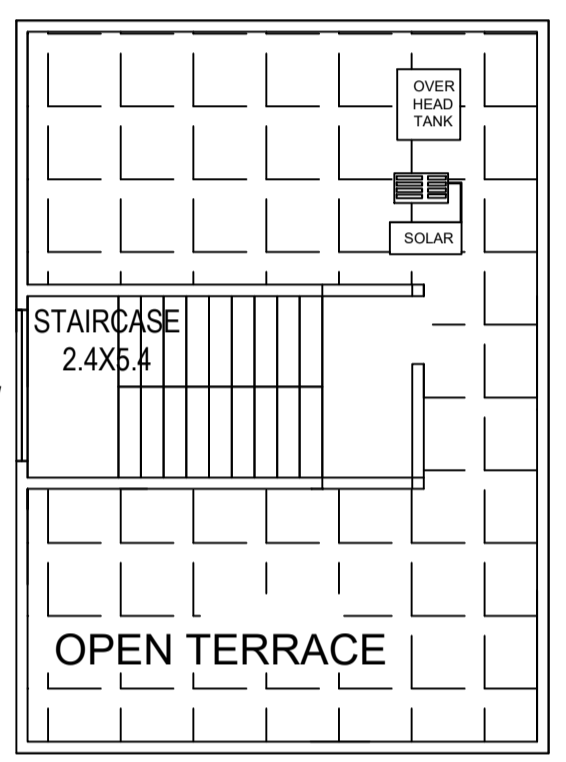 OVER
HEAD
TANK
SOLAR
STAIRCASE
2.4X5.4
OPEN TERRACE